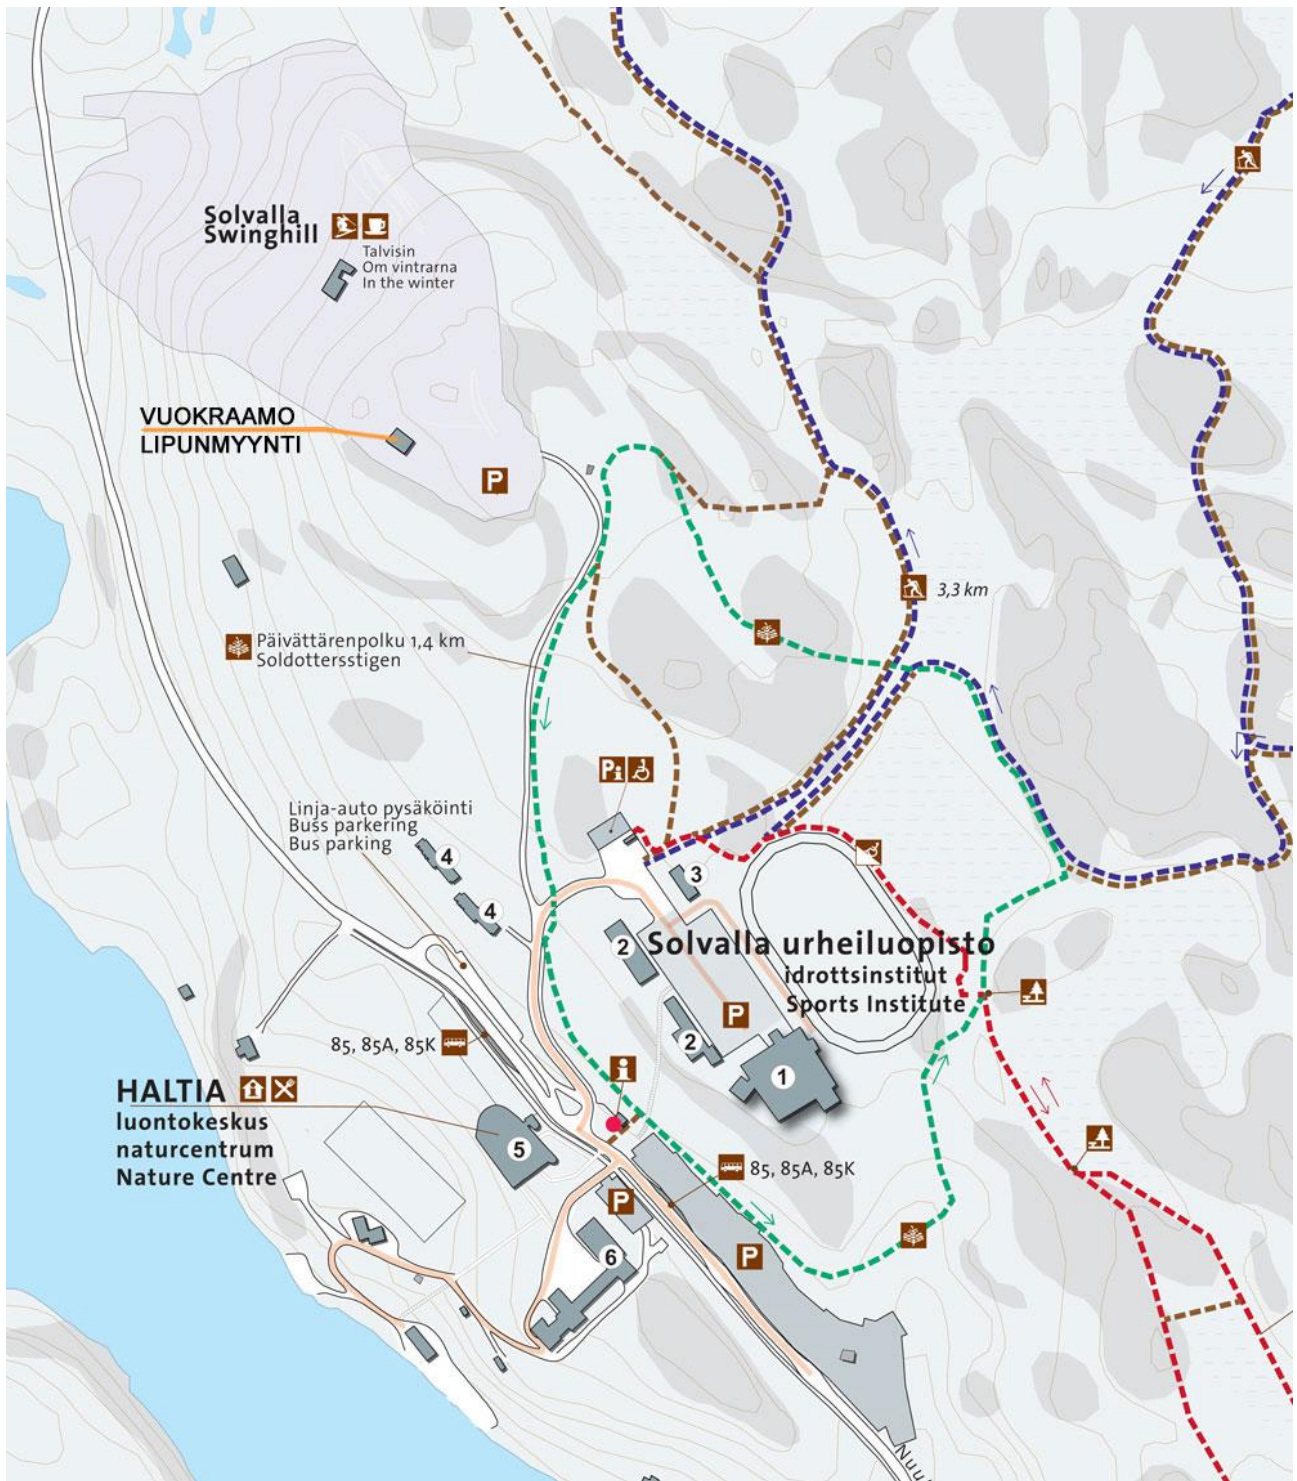 Solvalla
Swinghill
Talvisin
Om vintrarna
In the winter
VUOKRAAMO
LIPUNMYYNTI
P
3,3 km
Päivättärenpolku 1,4 km
Soldottersstigen
Pi
Linja-auto pysäköinti
Buss parkering
Bus parking
4
4
3
2
Solvalla urheiluopisto
idrottsinstitut
Sports Institute
P
2
1
85, 85A, 85K
i
HALTIA
luontokeskus
naturcentrum
Nature Centre
5
85, 85A, 85K
P
6
P
Nuu